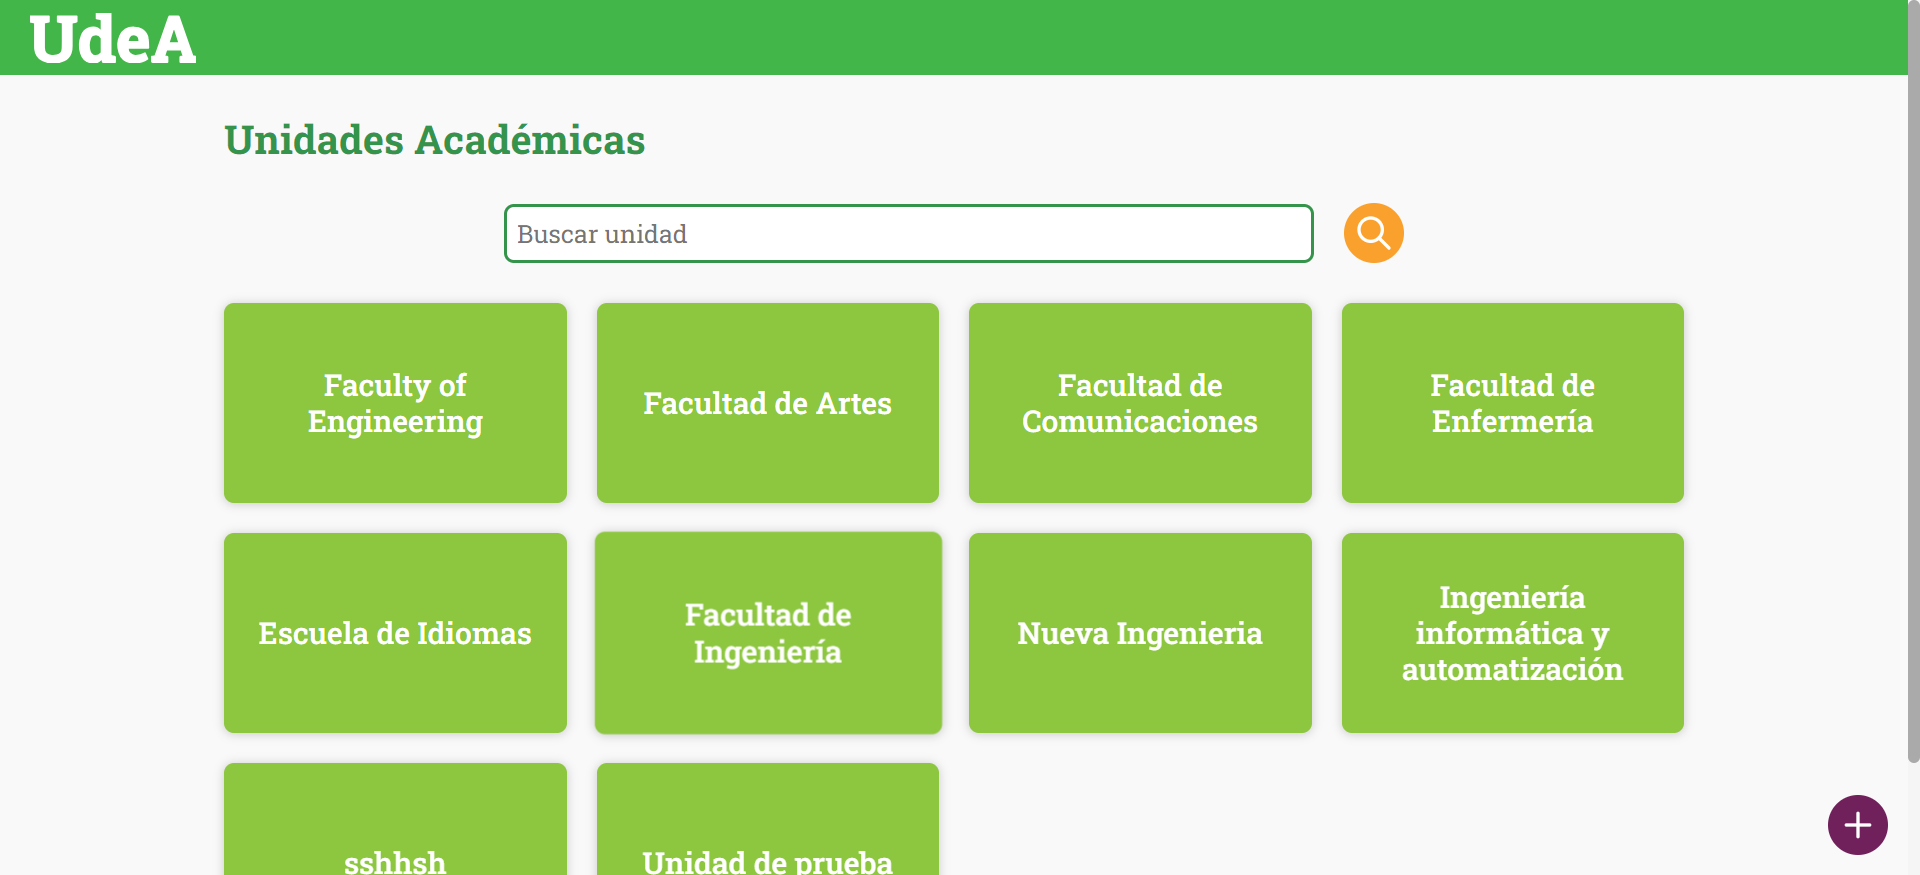 UdeA
Unidades Académicas
Buscar unidad
Faculty of
Engineering
Facultad de Artes
Facultad de
Comunicaciones
Facultad de
Enfermería
Escuela de Idiomas
Facultad de
Ingeniería
Nueva Ingenieria
Ingeniería
informática y
automatización
sshhsh
Unidad de prueba